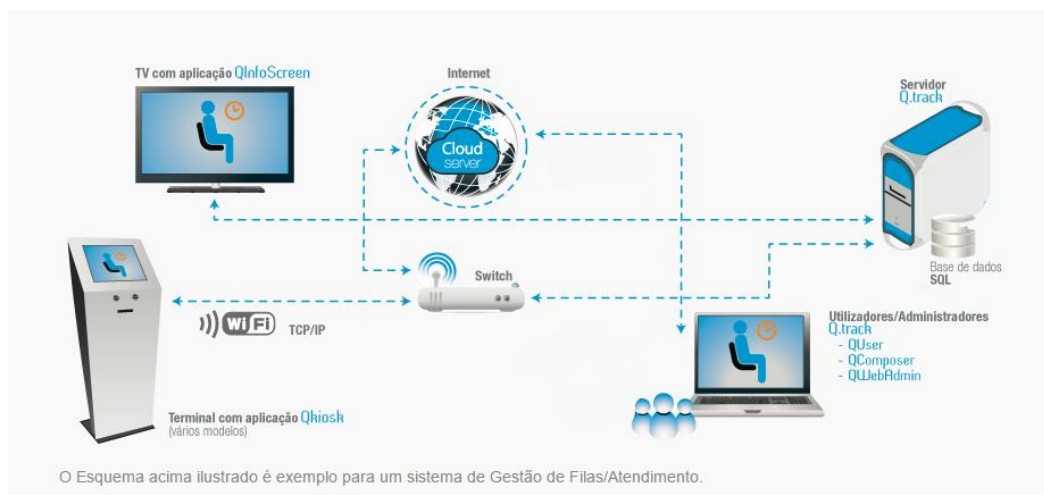 TV com aplicação QInfoScreen
Internet
Cloud
server
Servidor
Q.track
Base de dados
SQL
Switch
WiFi TCP/IP
Utilizadores/Administradores
Q.track
- QUser
- QComposer
- QWebAdmin
Terminal com aplicação Qkiosk
(vários modelos)
O Esquema acima ilustrado é exemplo para um sistema de Gestão de Filas/Atendimento.